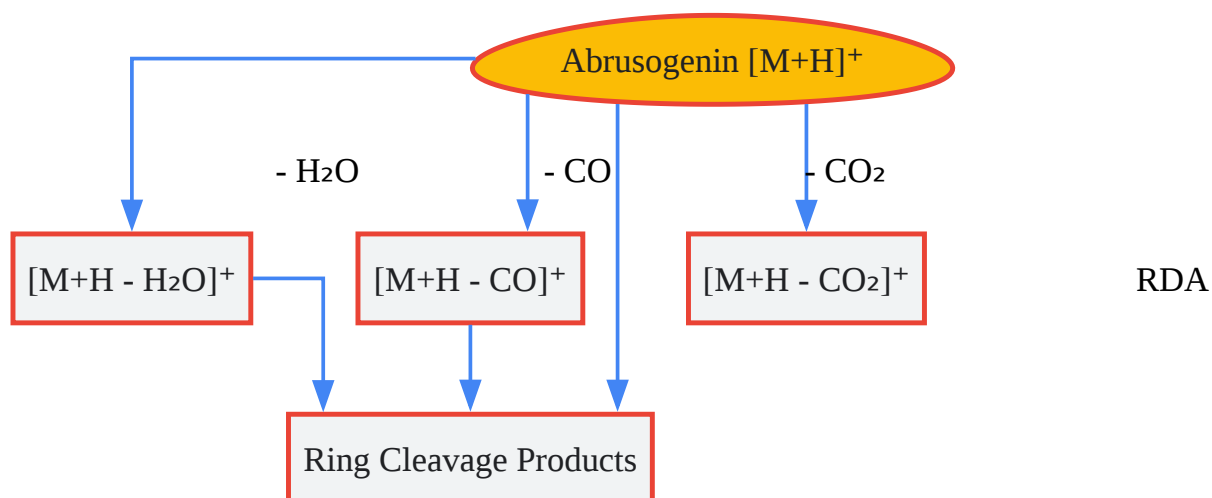 Abrusogenin [M+H]⁺
- H₂O
- CO
- CO₂
[M+H - H₂O]⁺
[M+H - CO]⁺
[M+H - CO₂]⁺
RDA
Ring Cleavage Products